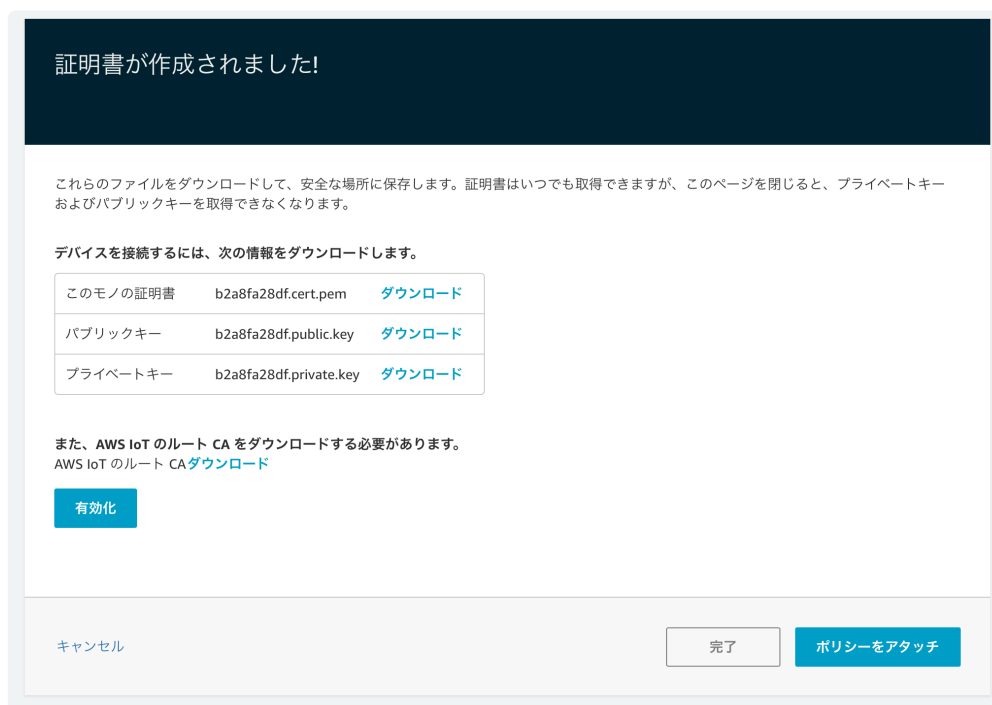 証明書が作成されました!
これらのファイルをダウンロードして、安全な場所に保存します。証明書はいつでも取得できますが、このページを閉じると、プライベートキー
およびパブリックキーを取得できなくなります。
デバイスを接続するには、次の情報をダウンロードします。
このモノの証明書 b2a8fa28df.cert.pem ダウンロード
パブリックキー b2a8fa28df.public.key ダウンロード
プライベートキー b2a8fa28df.private.key ダウンロード
また、AWS IoT のルート CA をダウンロードする必要があります。
AWS IoT のルート CAダウンロード
有効化
キャンセル 完了 ポリシーをアタッチ